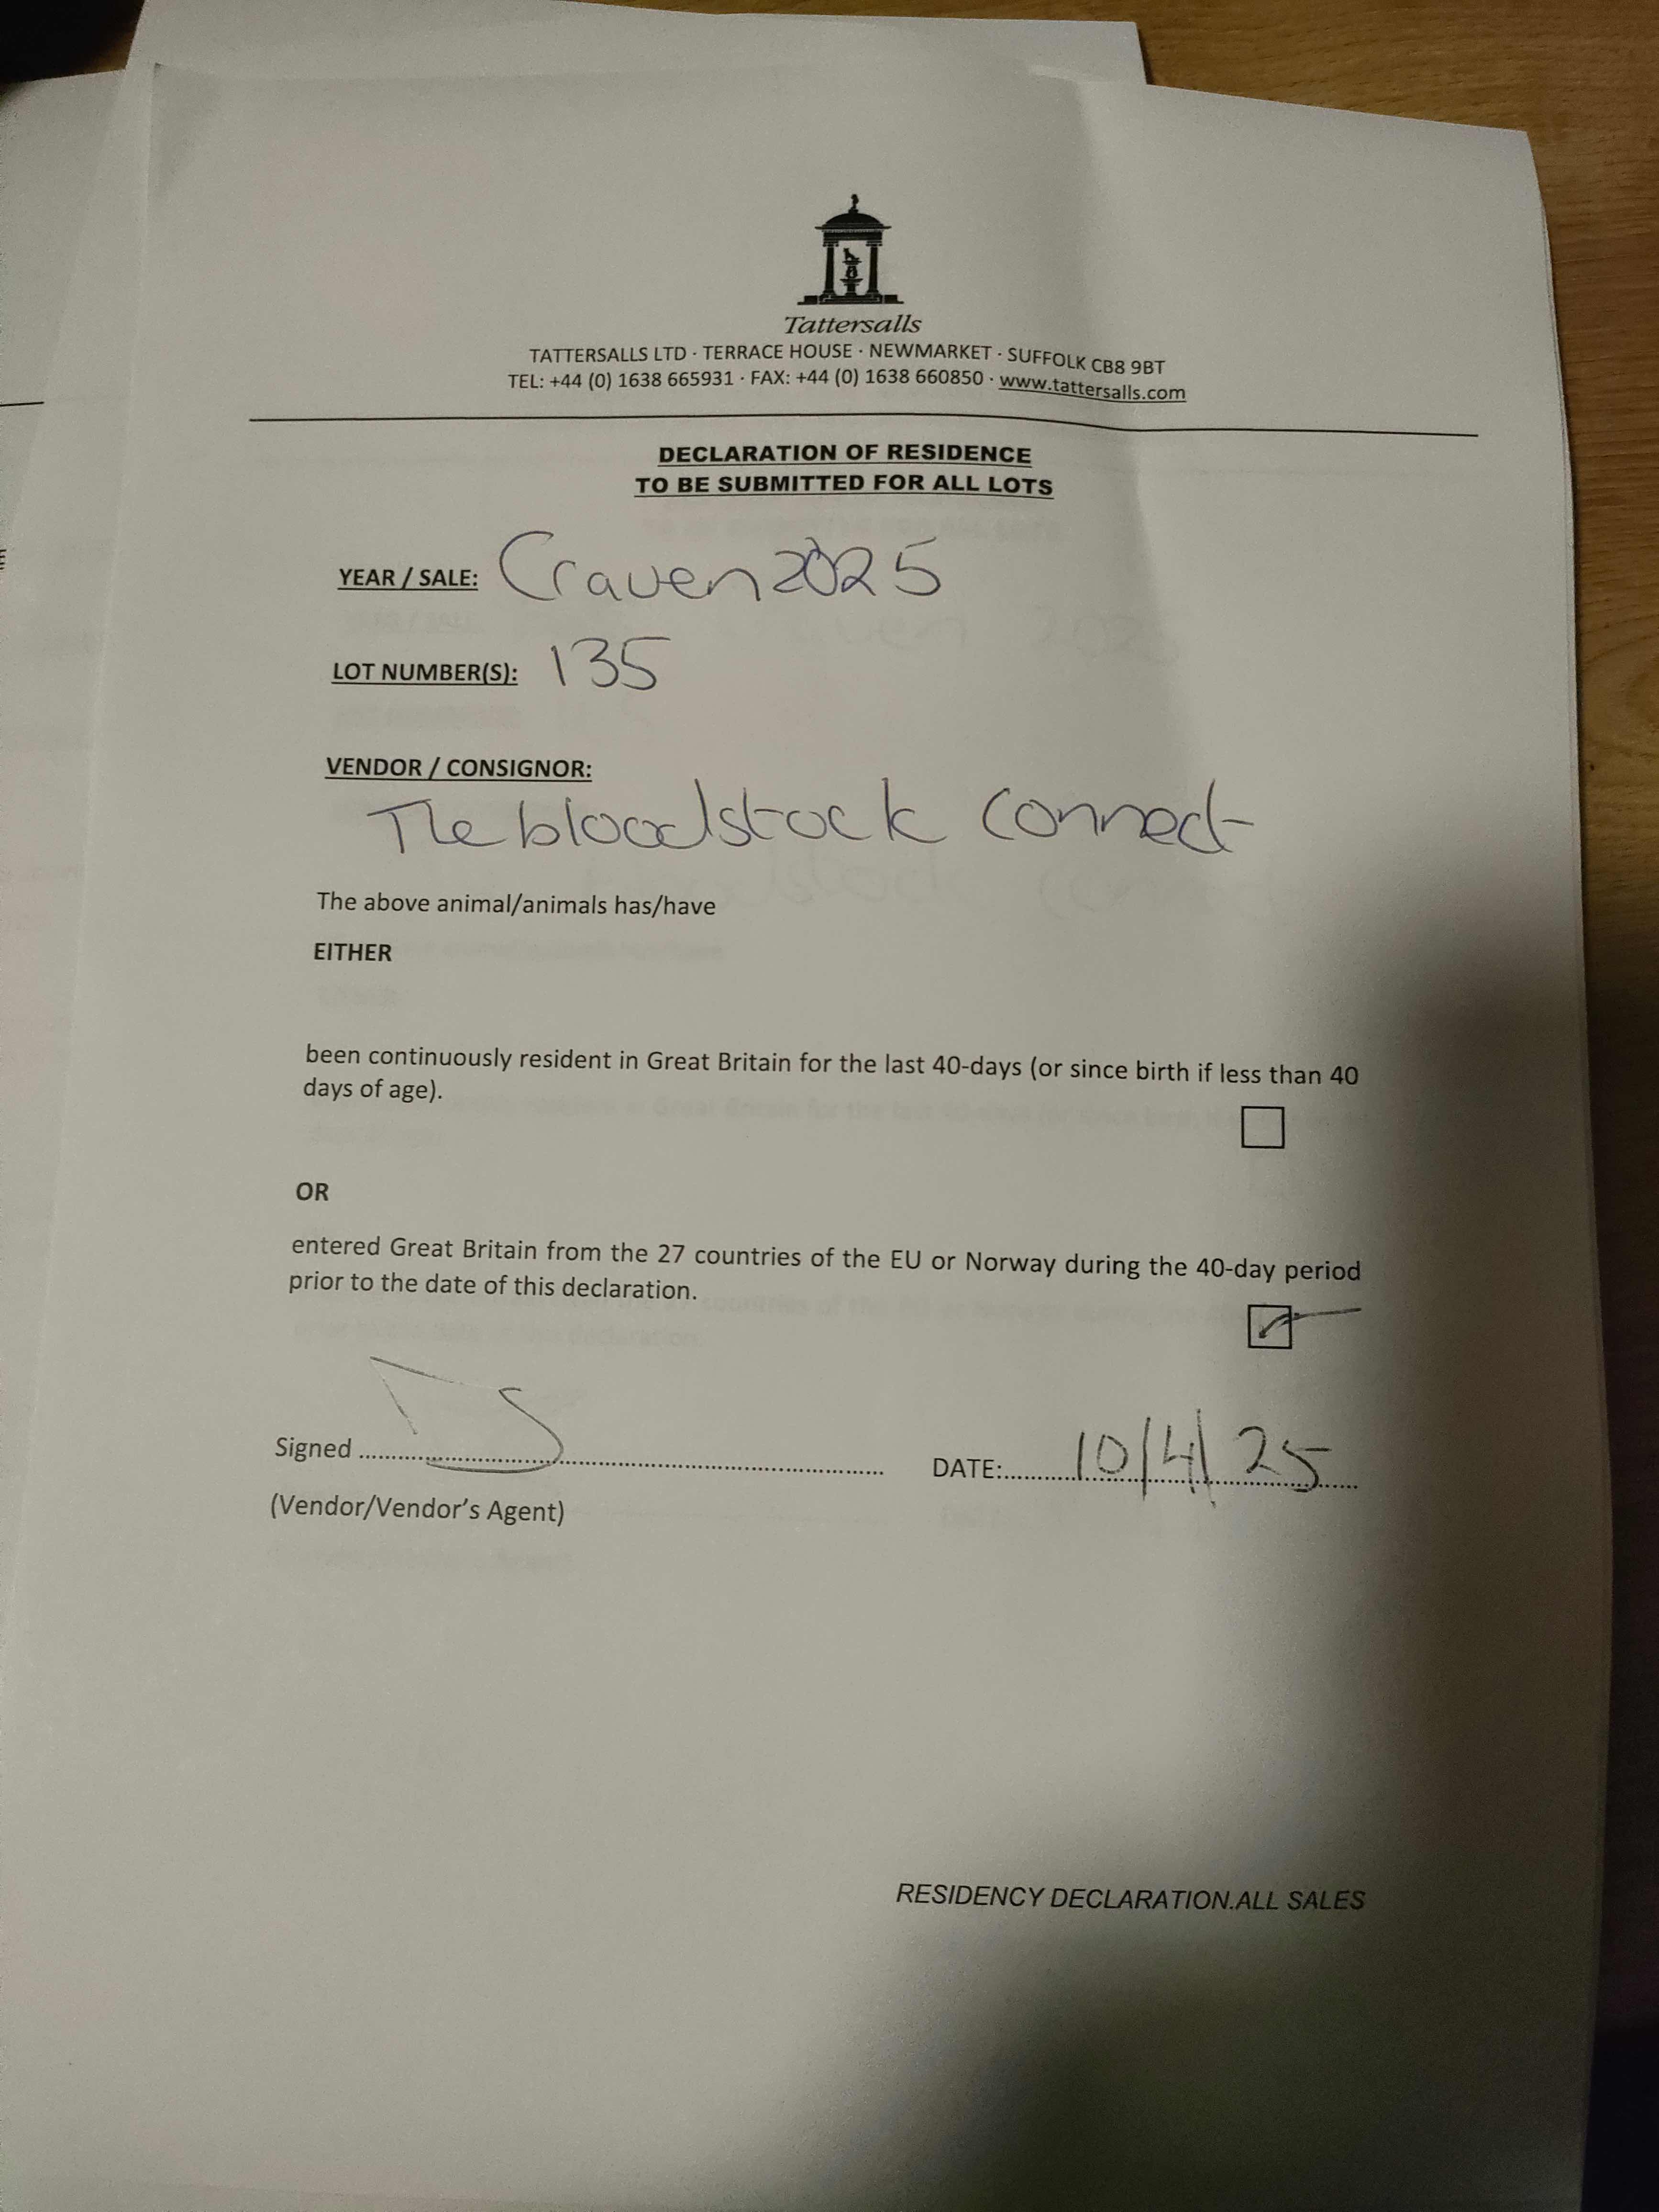 Tattersalls
TATTERSALLS LTD · TERRACE HOUSE · NEWMARKET · SUFFOLK CB8 9BT
TEL: +44 (0) 1638 665931 · FAX: +44 (0) 1638 660850 · www.tattersalls.com
DECLARATION OF RESIDENCE
TO BE SUBMITTED FOR ALL LOTS
YEAR / SALE: Craven 2025
LOT NUMBER(S): 135
VENDOR / CONSIGNOR:
The bloodstock connect
The above animal/animals has/have
EITHER
been continuously resident in Great Britain for the last 40-days (or since birth if less than 40
days of age).
OR
entered Great Britain from the 27 countries of the EU or Norway during the 40-day period
prior to the date of this declaration.
Signed
DATE: 10/4/25
(Vendor/Vendor's Agent)
RESIDENCY DECLARATION.ALL SALES